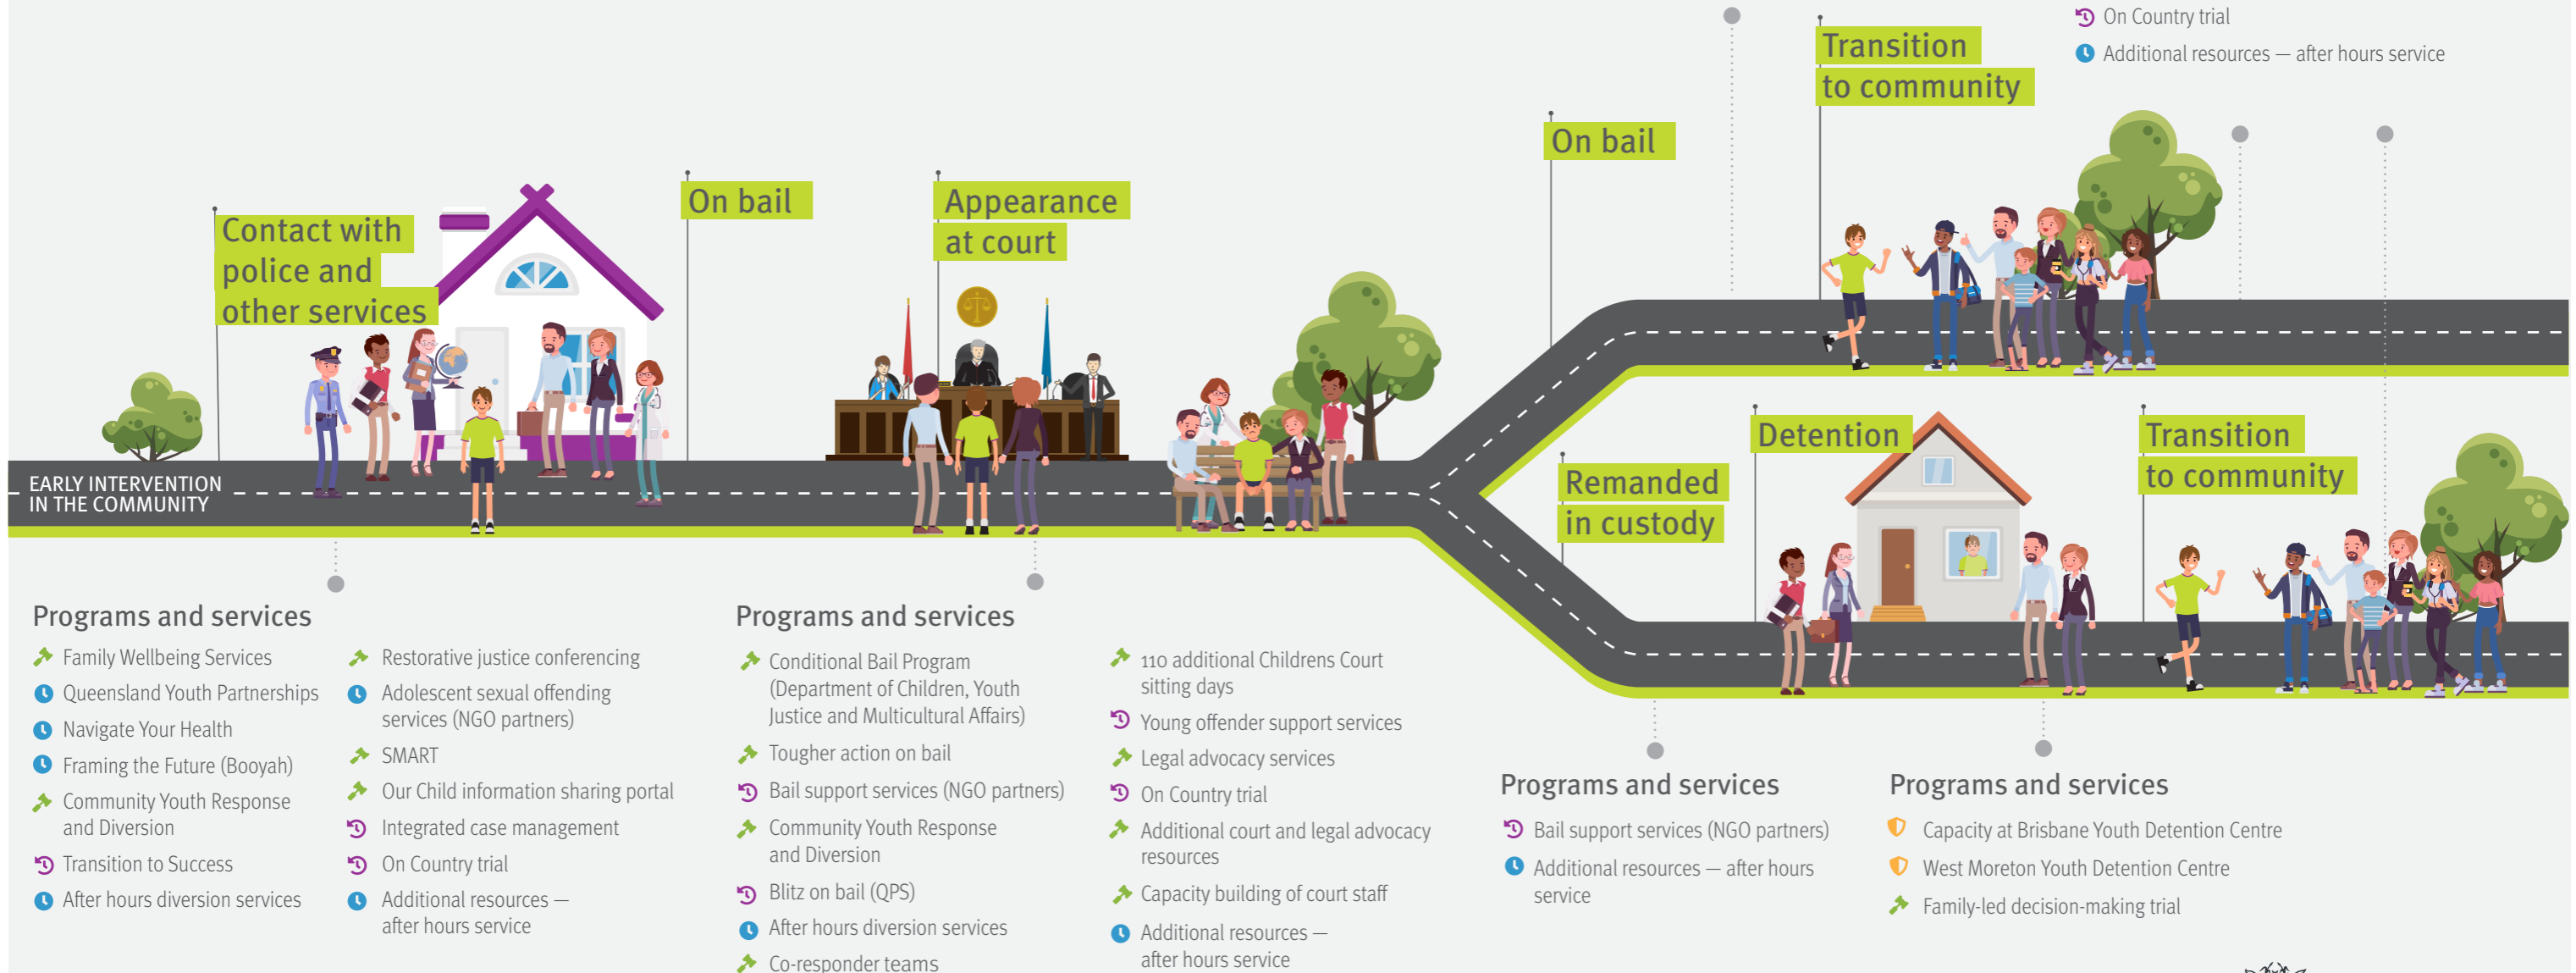 On Country trial
Additional resources — after hours service
Transition
to community
On bail
Contact with
police and
other services
On bail
Appearance
at court
EARLY INTERVENTION
IN THE COMMUNITY
Remanded
in custody
Detention
Transition
to community
Programs and services
Family Wellbeing Services
Queensland Youth Partnerships
Navigate Your Health
Framing the Future (Booyah)
Community Youth Response
and Diversion
Transition to Success
After hours diversion services
Restorative justice conferencing
Adolescent sexual offending
services (NGO partners)
SMART
Our Child information sharing portal
Integrated case management
On Country trial
Additional resources —
after hours service
Programs and services
Conditional Bail Program
(Department of Children, Youth
Justice and Multicultural Affairs)
Tougher action on bail
Bail support services (NGO partners)
Community Youth Response
and Diversion
Blitz on bail (QPS)
After hours diversion services
Co-responder teams
110 additional Childrens Court
sitting days
Young offender support services
Legal advocacy services
On Country trial
Additional court and legal advocacy
resources
Capacity building of court staff
Additional resources —
after hours service
Programs and services
Bail support services (NGO partners)
Additional resources — after hours
service
Programs and services
Capacity at Brisbane Youth Detention Centre
West Moreton Youth Detention Centre
Family-led decision-making trial